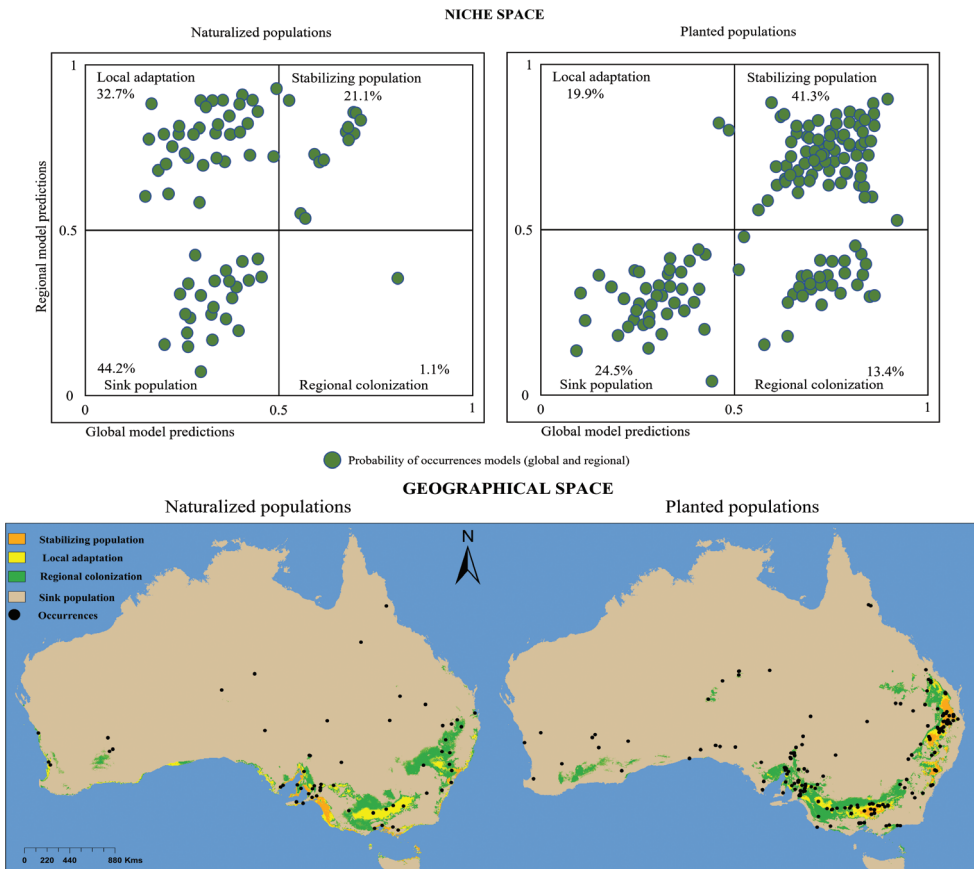 NICHE SPACE
Naturalized populations
Planted populations
1
Local adaptation
32.7%
Stabilizing population
21.1%
0.5
Regional model predictions
44.2%
Sink population
1.1%
Regional colonization
0
0
0.5
1
Global model predictions
1
Local adaptation
19.9%
Stabilizing population
41.3%
0.5
24.5%
Sink population
13.4%
Regional colonization
0
0
0.5
1
Global model predictions
Probability of occurrences models (global and regional)
GEOGRAPHICAL SPACE
Naturalized populations
Planted populations
Stabilizing population
Local adaptation
Regional colonization
Sink population
Occurrences
N
0 220 440 880 Kms